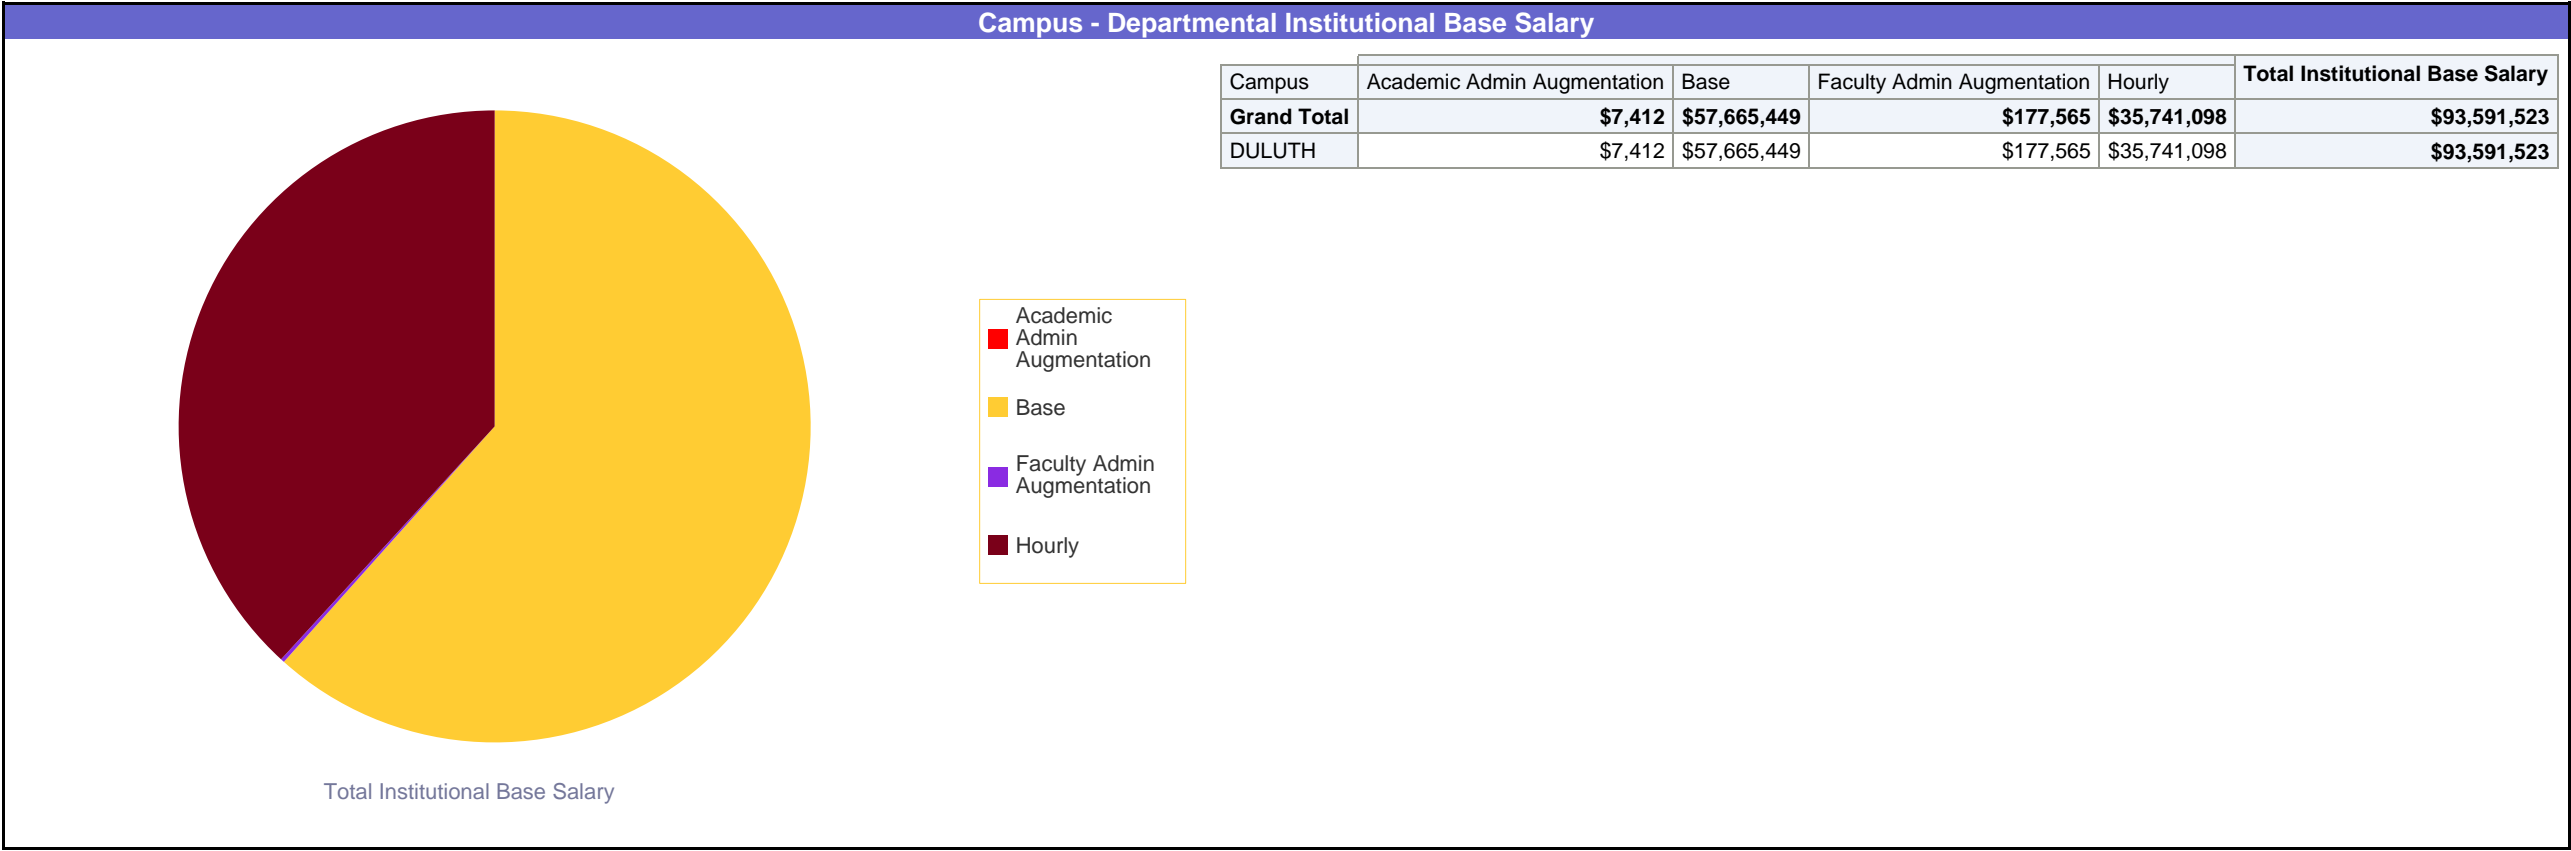 Campus - Departmental Institutional Base Salary
Campus Academic Admin Augmentation Base Faculty Admin Augmentation Hourly Total Institutional Base Salary
Grand Total $7,412 $57,665,449 $177,565 $35,741,098 $93,591,523
DULUTH $7,412 $57,665,449 $177,565 $35,741,098 $93,591,523
Academic
Admin
Augmentation
Base
Faculty Admin
Augmentation
Hourly
Total Institutional Base Salary